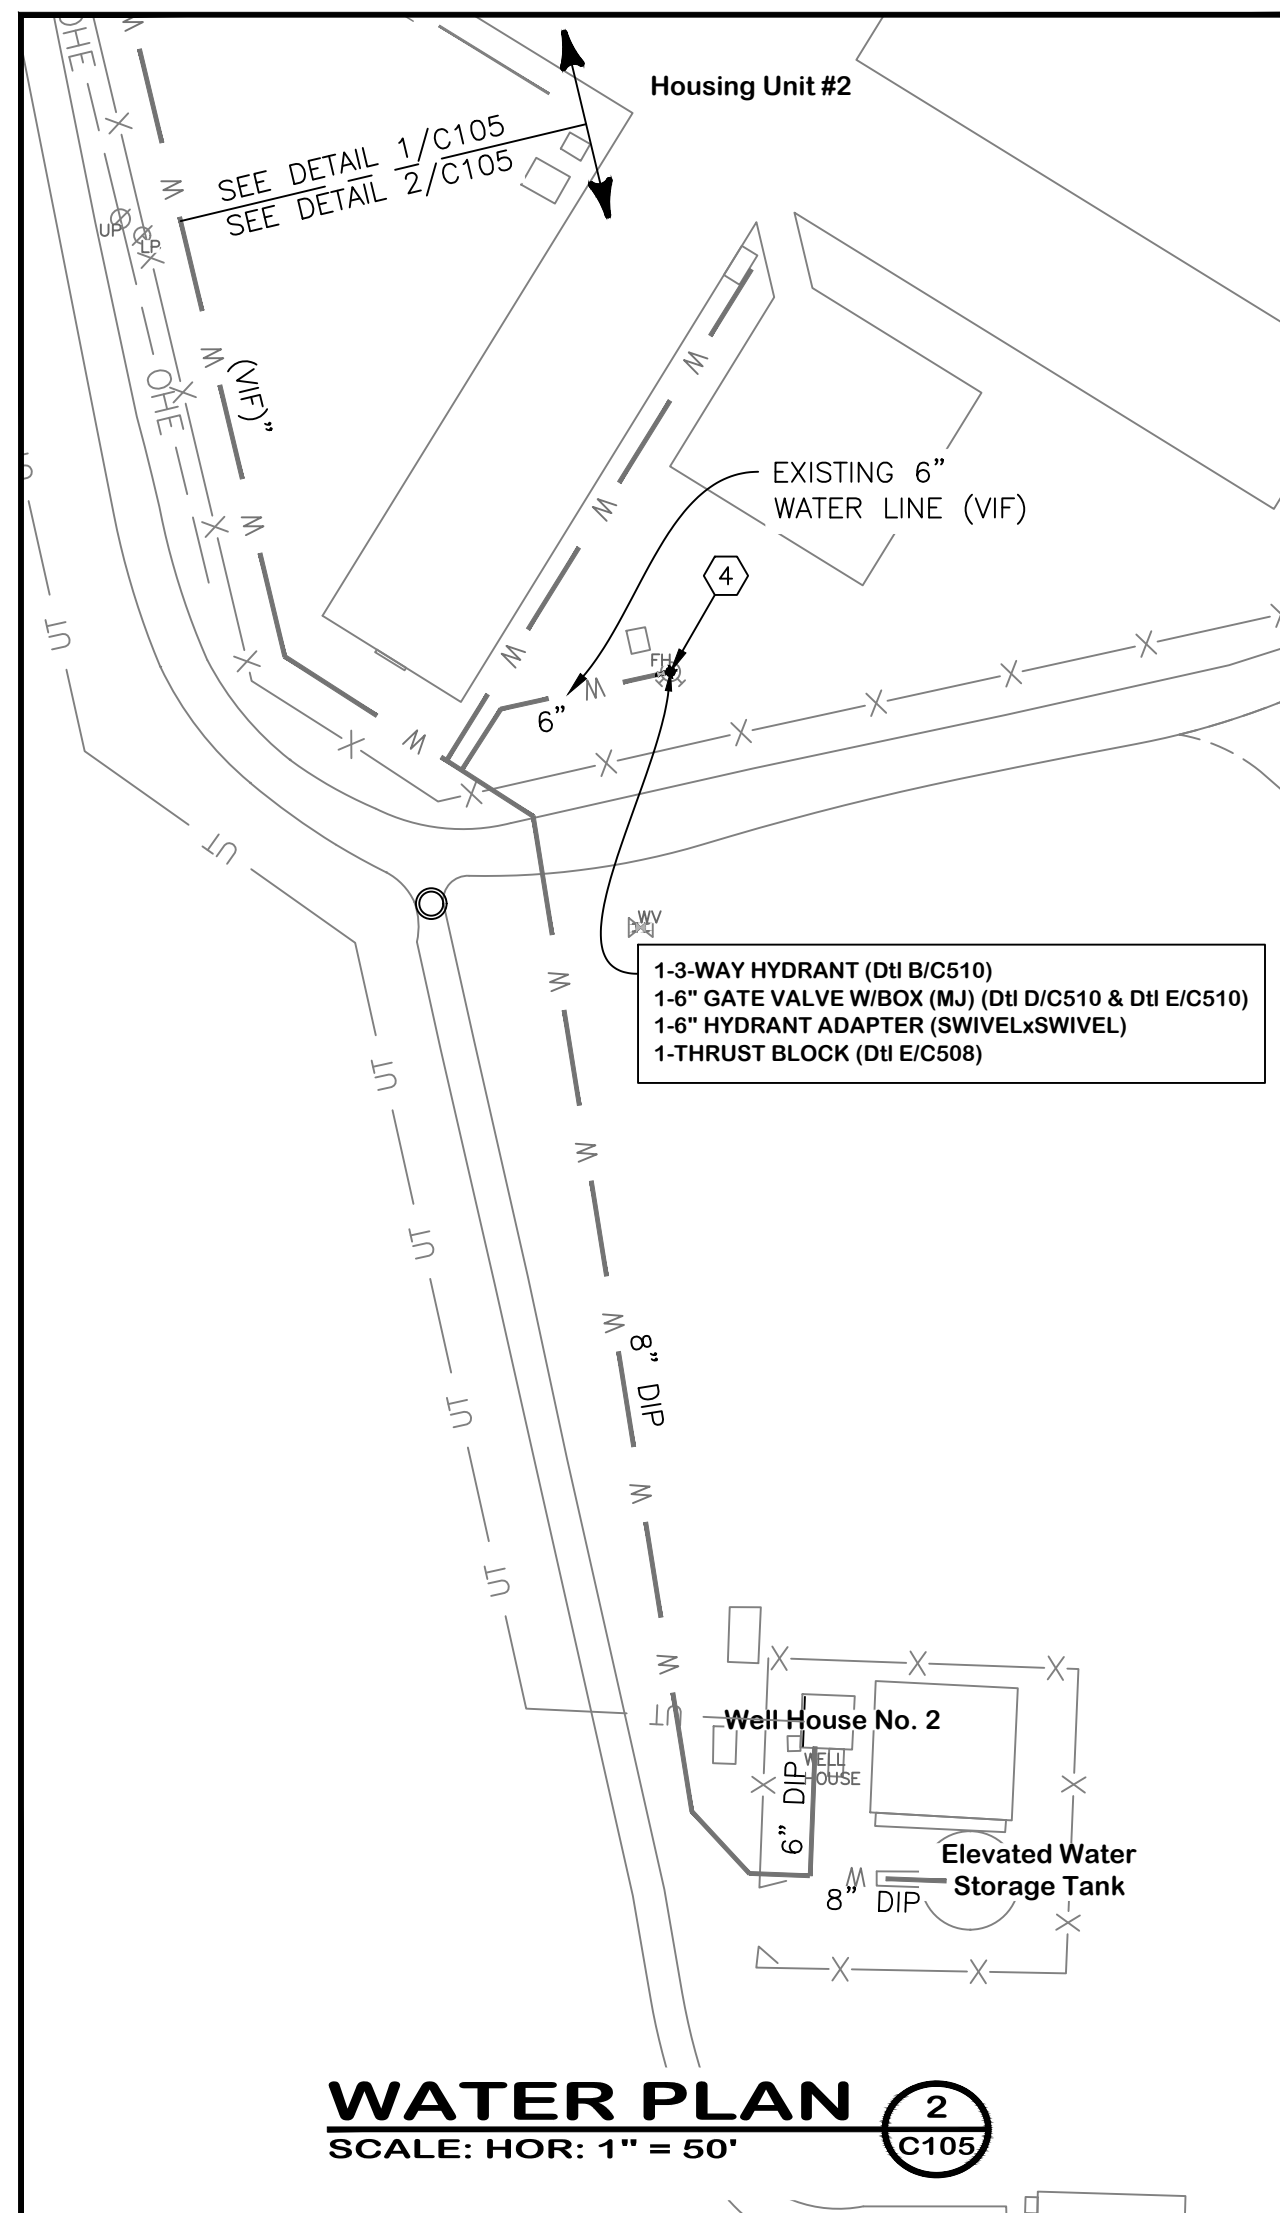 OHE
W
Housing Unit #2
X
SEE DETAIL 1/C105
SEE DETAIL 2/C105
W
UP
LP
X
W
(VIF)"
OHE
X
W
EXISTING 6"
WATER LINE (VIF)
W
X
W
4
UT
X
W
FH
W
6"
X
X
X
X
X
X
W
X
X
UT
WV
1-3-WAY HYDRANT (Dtl B/C510)
1-6" GATE VALVE W/BOX (MJ) (Dtl D/C510 & Dtl E/C510)
1-6" HYDRANT ADAPTER (SWIVELxSWIVEL)
1-THRUST BLOCK (Dtl E/C508)
W
UT
W
UT
W
8" DIP
UT
W
UT
W
X
X
X
UT
Well House No. 2
WELL
HOUSE
6" DIP
X
X
Elevated Water
Storage Tank
W
8" DIP
X
X
X
WATER PLAN
SCALE: HOR: 1" = 50'
2
C105